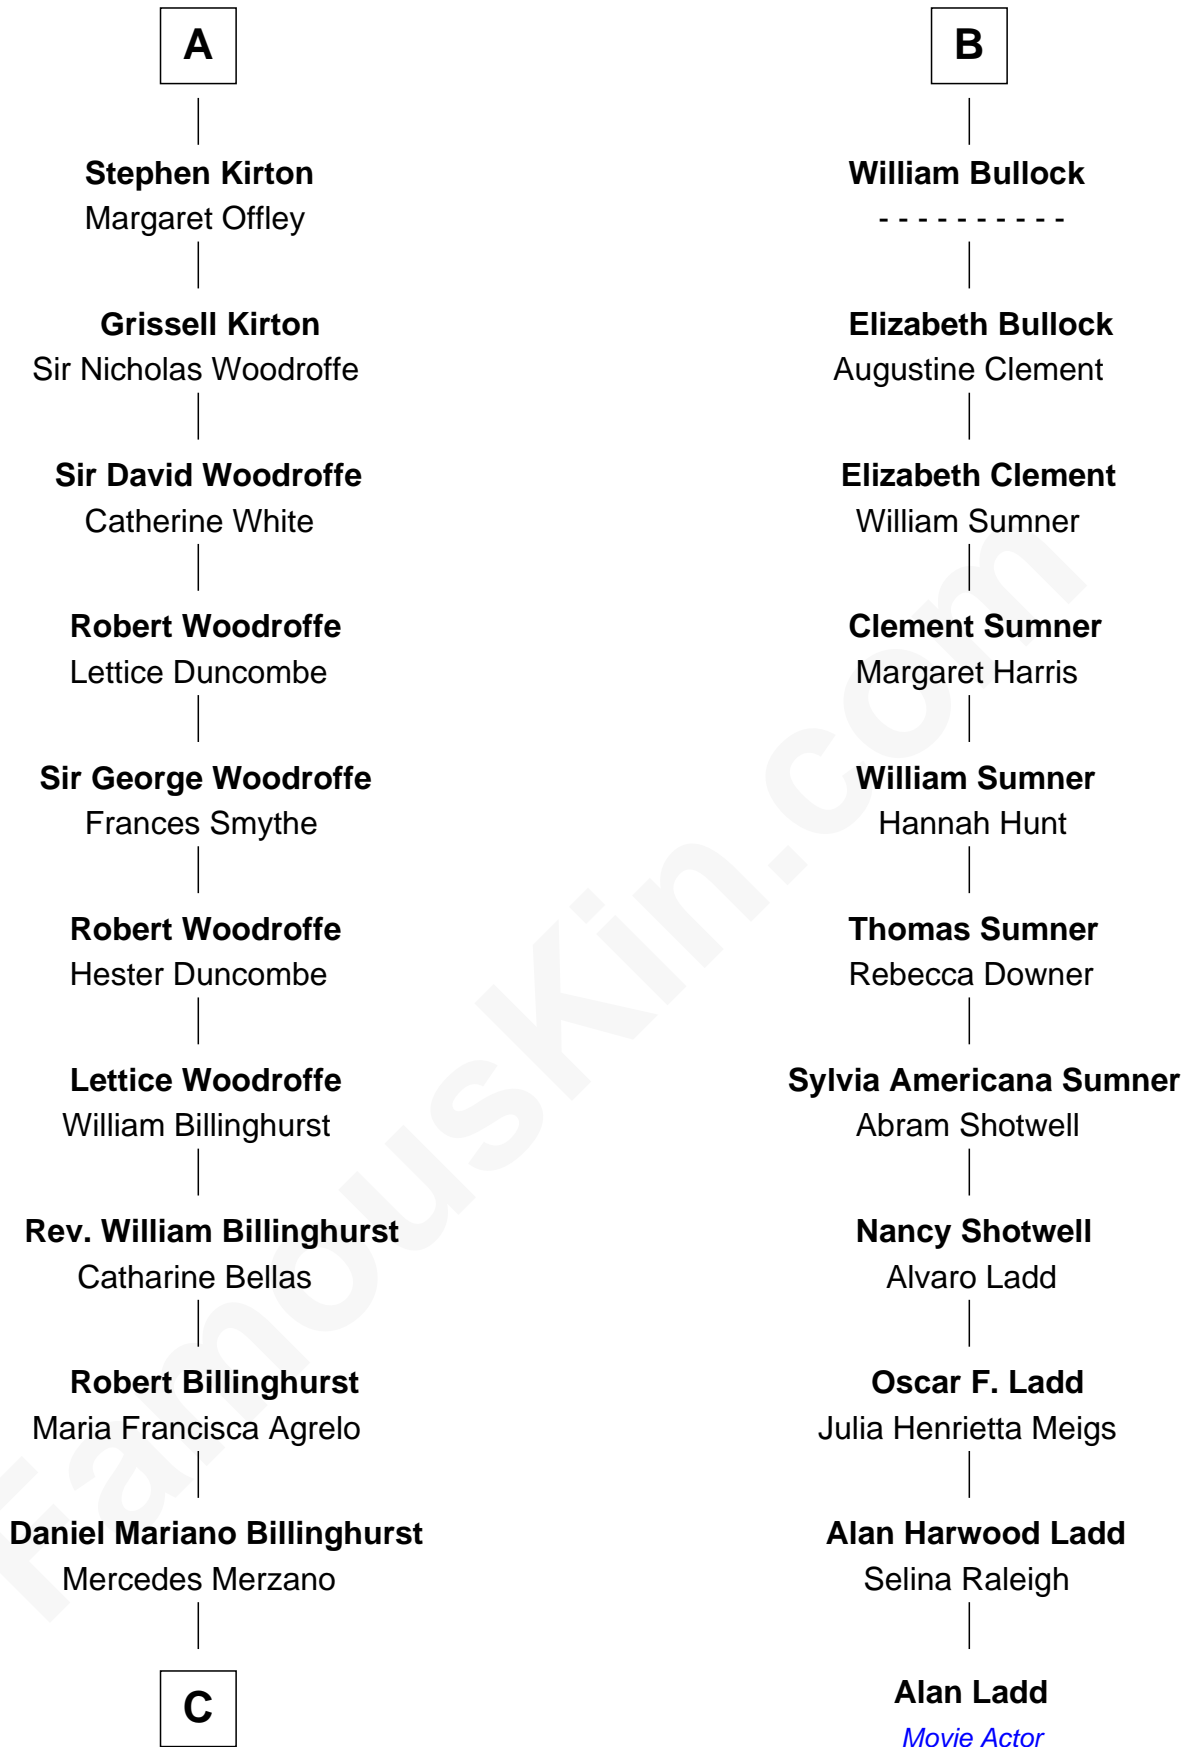 A
Stephen Kirton
Margaret Offley
Grissell Kirton
Sir Nicholas Woodroffe
Sir David Woodroffe
Catherine White
Robert Woodroffe
Lettice Duncombe
Sir George Woodroffe
Frances Smythe
Robert Woodroffe
Hester Duncombe
Lettice Woodroffe
William Billinghurst
Rev. William Billinghurst
Catharine Bellas
Robert Billinghurst
Maria Francisca Agrelo
Daniel Mariano Billinghurst
Mercedes Merzano
C
B
William Bullock
- - - - - - - - - -
Elizabeth Bullock
Augustine Clement
Elizabeth Clement
William Sumner
Clement Sumner
Margaret Harris
William Sumner
Hannah Hunt
Thomas Sumner
Rebecca Downer
Sylvia Americana Sumner
Abram Shotwell
Nancy Shotwell
Alvaro Ladd
Oscar F. Ladd
Julia Henrietta Meigs
Alan Harwood Ladd
Selina Raleigh
Alan Ladd
Movie Actor
FamousKin.com